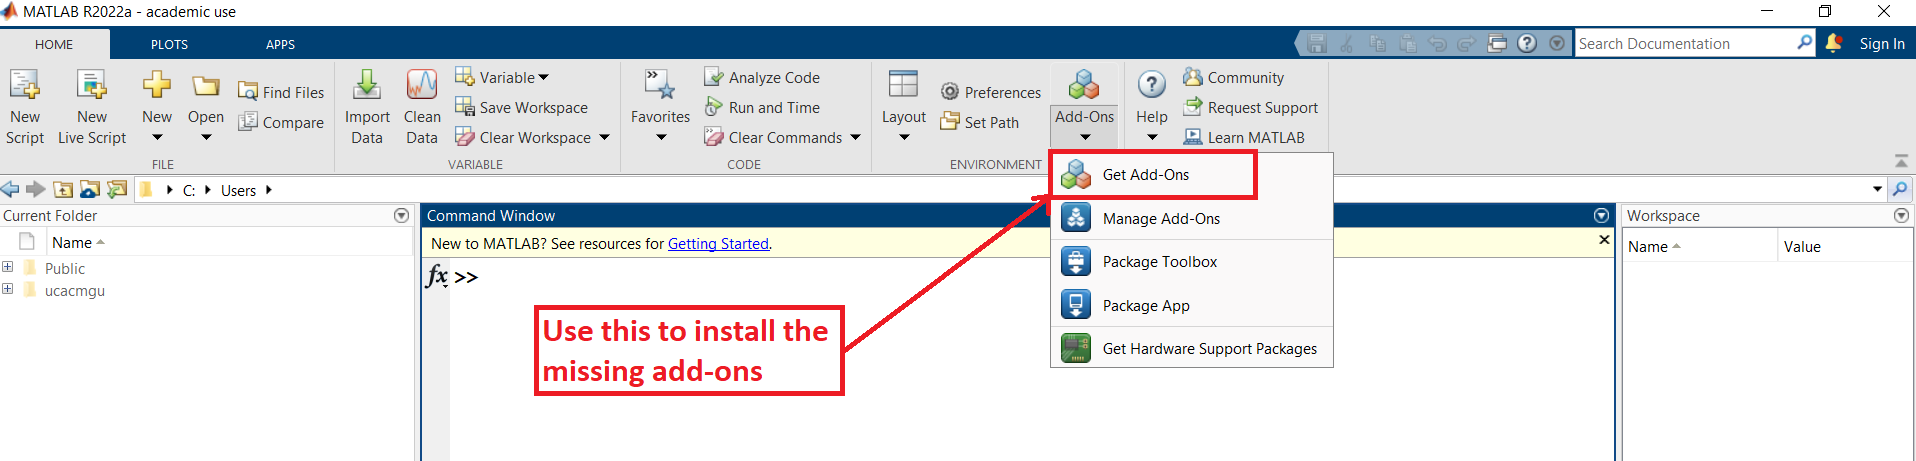 MATLAB R2022a - academic use
HOME PLOTS APPS
Search Documentation
Sign In
New Script
New Live Script
New
Open
Find Files
Compare
FILE
Import Data
Clean Data
Variable
Save Workspace
Clear Workspace
VARIABLE
Favorites
Analyze Code
Run and Time
Clear Commands
CODE
Layout
Preferences
Set Path
Add-Ons
ENVIRONMENT
Help
Community
Request Support
Learn MATLAB
Get Add-Ons
Manage Add-Ons
Package Toolbox
Package App
Get Hardware Support Packages
C: Users
Current Folder
Name
Public
ucacmgu
Command Window
New to MATLAB? See resources for Getting Started.
fx >>
Use this to install the
missing add-ons
Workspace
Name Value